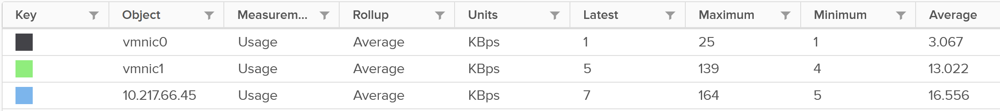 Key Object Measurem... Rollup Units Latest Maximum Minimum Average
vmnic0 Usage Average KBps 1 25 1 3.067
vmnic1 Usage Average KBps 5 139 4 13.022
10.217.66.45 Usage Average KBps 7 164 5 16.556